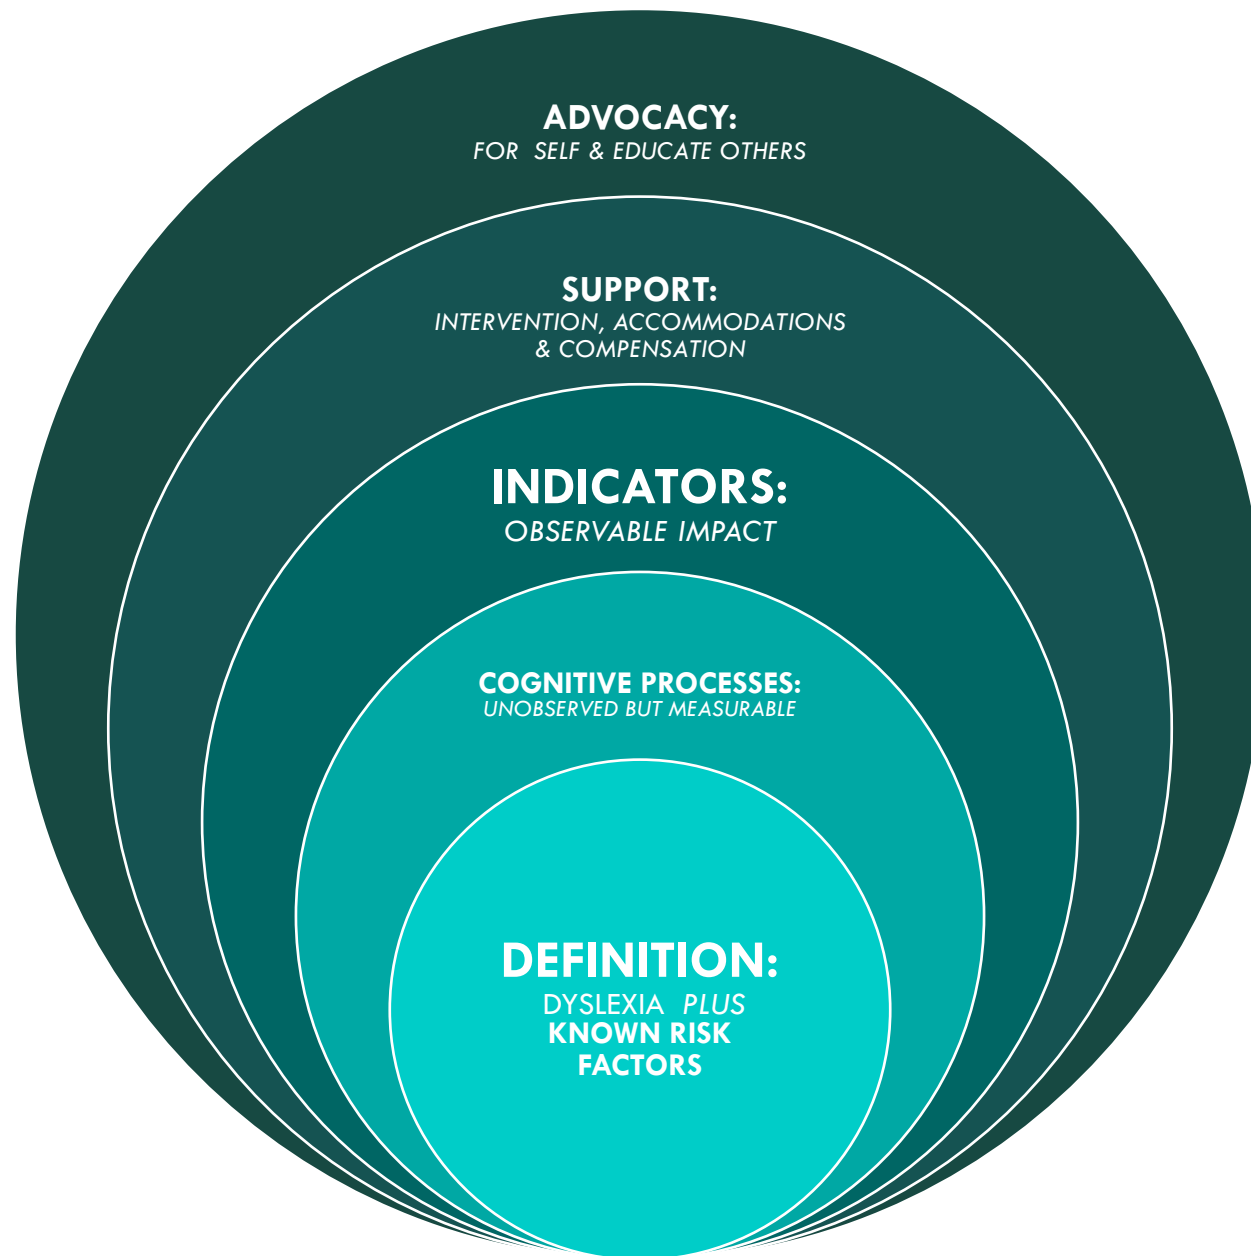 ADVOCACY:
FOR SELF & EDUCATE OTHERS
SUPPORT:
INTERVENTION, ACCOMMODATIONS
& COMPENSATION
INDICATORS:
OBSERVABLE IMPACT
COGNITIVE PROCESSES:
UNOBSERVED BUT MEASURABLE
DEFINITION:
DYSLEXIA PLUS
KNOWN RISK
FACTORS